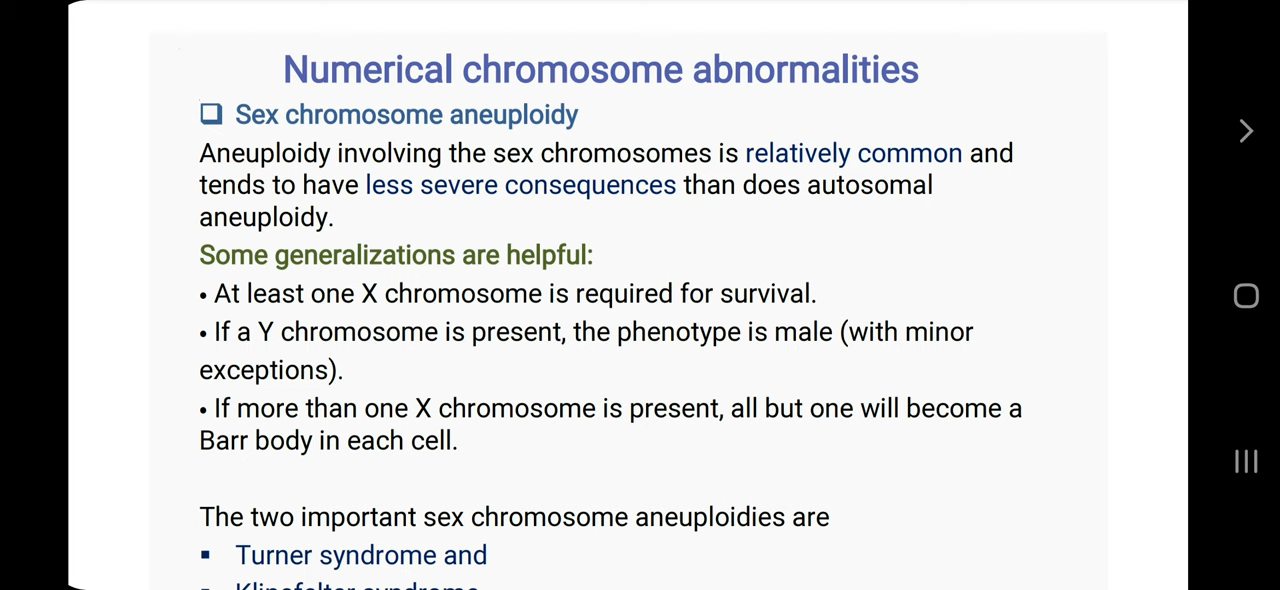 Numerical chromosome abnormalities
❑ Sex chromosome aneuploidy
Aneuploidy involving the sex chromosomes is relatively common and
tends to have less severe consequences than does autosomal
aneuploidy.
Some generalizations are helpful:
• At least one X chromosome is required for survival.
• If a Y chromosome is present, the phenotype is male (with minor
exceptions).
• If more than one X chromosome is present, all but one will become a
Barr body in each cell.
The two important sex chromosome aneuploidies are
▪ Turner syndrome and
▪ Klinefelter syndrome